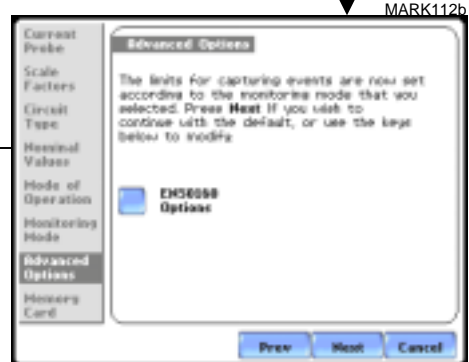 MARK112b
Current
Probe
Scale
Factors
Circuit
Type
Nominal
Values
Mode of
Operation
Monitoring
Mode
Advanced
Options
Memory
Card
Advanced Options
The limits for capturing events are now set
according to the monitoring mode that you
selected. Press Next if you wish to
continue with the default, or use the keys
below to modify:
EN50160
Options
Prev
Next
Cancel